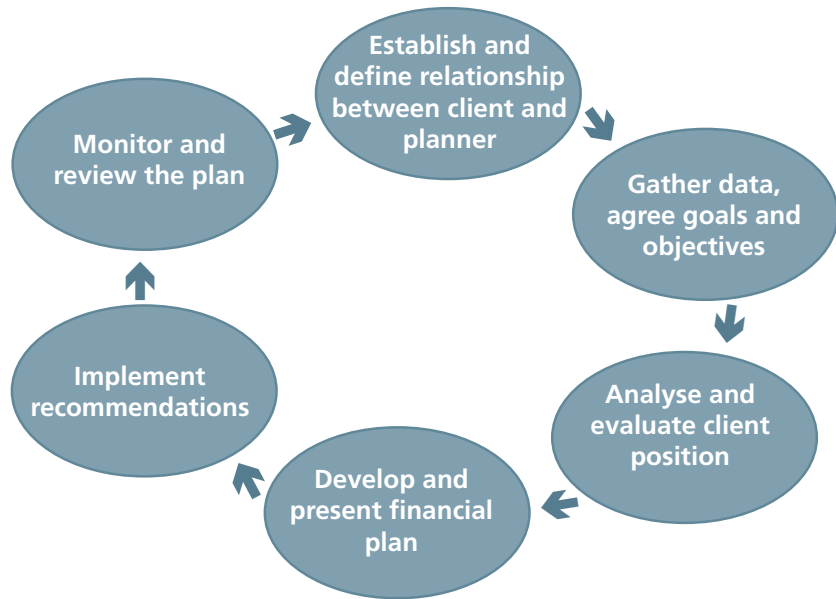 Establish and
define relationship
between client and
planner
Gather data,
agree goals and
objectives
Analyse and
evaluate client
position
Develop and
present financial
plan
Implement
recommendations
Monitor and
review the plan